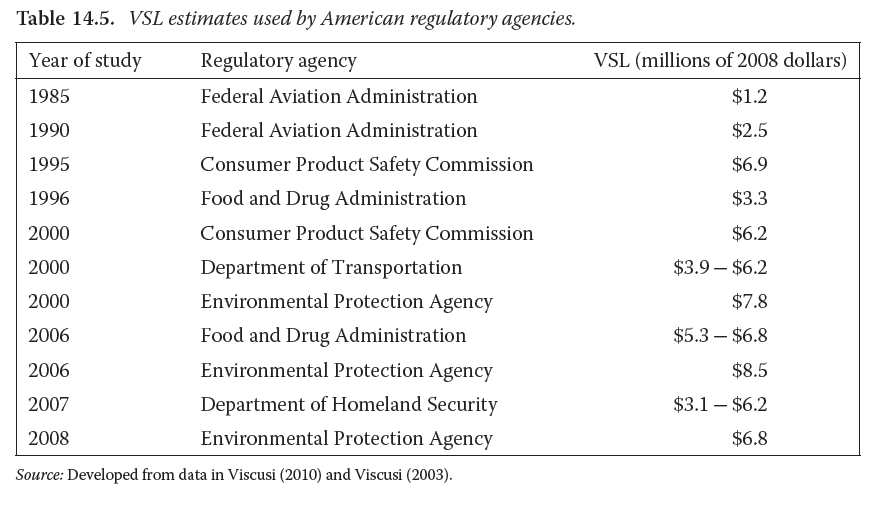 Table 14.5. VSL estimates used by American regulatory agencies.
Year of study Regulatory agency VSL (millions of 2008 dollars)
1985 Federal Aviation Administration $1.2
1990 Federal Aviation Administration $2.5
1995 Consumer Product Safety Commission $6.9
1996 Food and Drug Administration $3.3
2000 Consumer Product Safety Commission $6.2
2000 Department of Transportation $3.9 – $6.2
2000 Environmental Protection Agency $7.8
2006 Food and Drug Administration $5.3 – $6.8
2006 Environmental Protection Agency $8.5
2007 Department of Homeland Security $3.1 – $6.2
2008 Environmental Protection Agency $6.8
Source: Developed from data in Viscusi (2010) and Viscusi (2003).